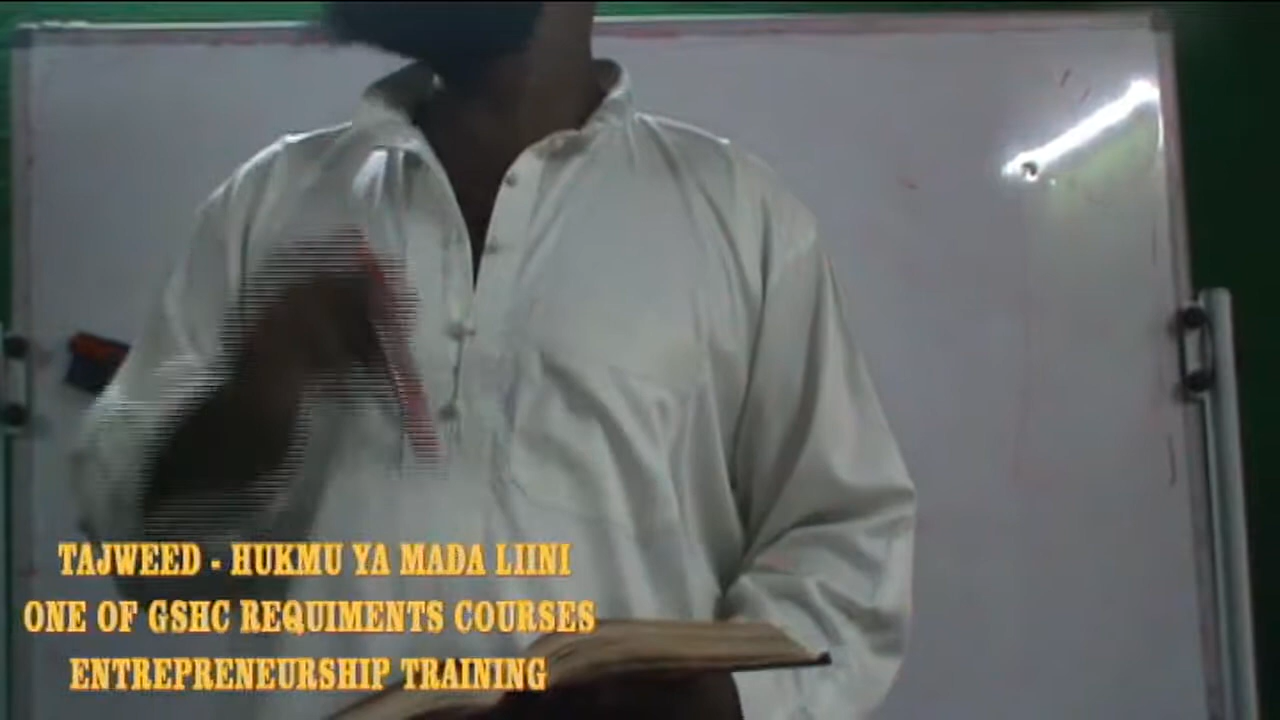 TAJWEED - HUKMU YA MADA LIINI
ONE OF GSHC REQUIMENTS COURSES
ENTREPRENEURSHIP TRAINING